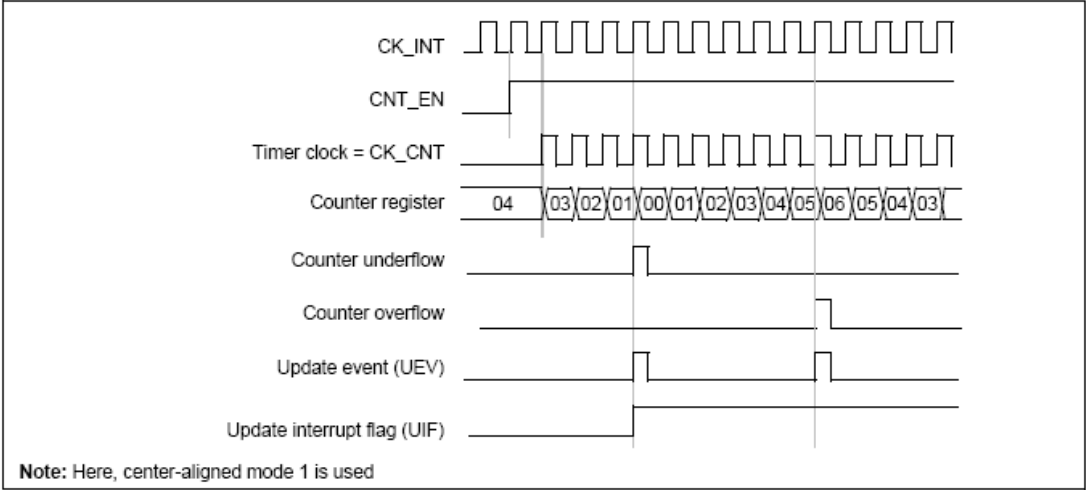 CK_INT
CNT_EN
Timer clock = CK_CNT
Counter register 04 03 02 01 00 01 02 03 04 05 06 05 04 03
Counter underflow
Counter overflow
Update event (UEV)
Update interrupt flag (UIF)
Note: Here, center-aligned mode 1 is used